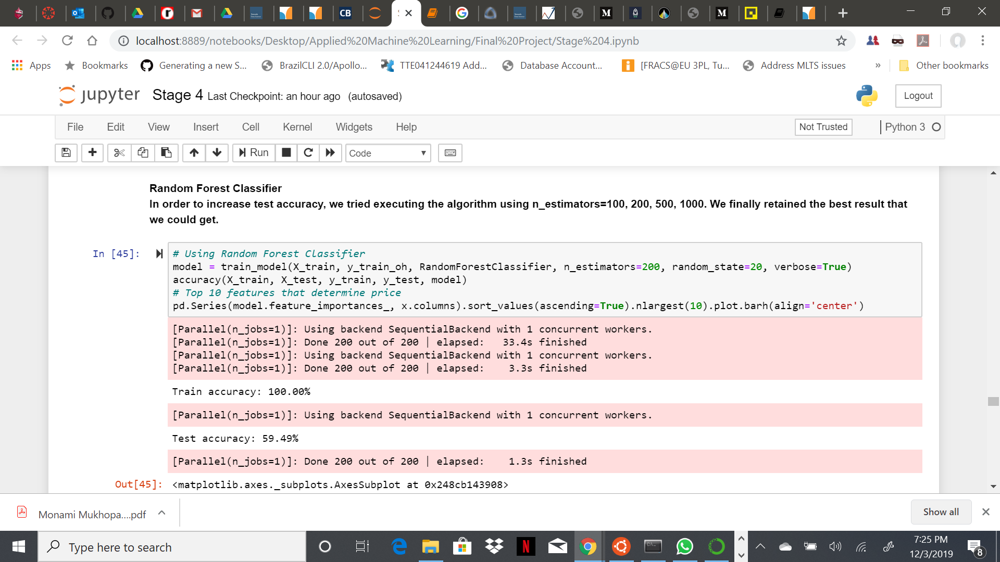 CB
M
M
localhost:8889/notebooks/Desktop/Applied%20Machine%20Learning/Final%20Project/Stage%204.ipynb
Apps Bookmarks Generating a new S... BrazilCLI 2.0/Apollo... TTE041244619 Add... Database Account... [FRACS@EU 3PL, Tu... Address MLTS issues » Other bookmarks
jupyter Stage 4 Last Checkpoint: an hour ago (autosaved) Logout
File Edit View Insert Cell Kernel Widgets Help Not Trusted Python 3
Run Code
Random Forest Classifier
In order to increase test accuracy, we tried executing the algorithm using n_estimators=100, 200, 500, 1000. We finally retained the best result that
we could get.
In [45]: # Using Random Forest Classifier
model = train_model(X_train, y_train_oh, RandomForestClassifier, n_estimators=200, random_state=20, verbose=True)
accuracy(X_train, X_test, y_train, y_test, model)
# Top 10 features that determine price
pd.Series(model.feature_importances_, x.columns).sort_values(ascending=True).nlargest(10).plot.barh(align='center')
[Parallel(n_jobs=1)]: Using backend SequentialBackend with 1 concurrent workers.
[Parallel(n_jobs=1)]: Done 200 out of 200 | elapsed:   33.4s finished
[Parallel(n_jobs=1)]: Using backend SequentialBackend with 1 concurrent workers.
[Parallel(n_jobs=1)]: Done 200 out of 200 | elapsed:    3.3s finished
Train accuracy: 100.00%
[Parallel(n_jobs=1)]: Using backend SequentialBackend with 1 concurrent workers.
Test accuracy: 59.49%
[Parallel(n_jobs=1)]: Done 200 out of 200 | elapsed:    1.3s finished
Out[45]: <matplotlib.axes._subplots.AxesSubplot at 0x248cb143908>
Monami Mukhopa....pdf Show all
Type here to search
N
7:25 PM
12/3/2019
8